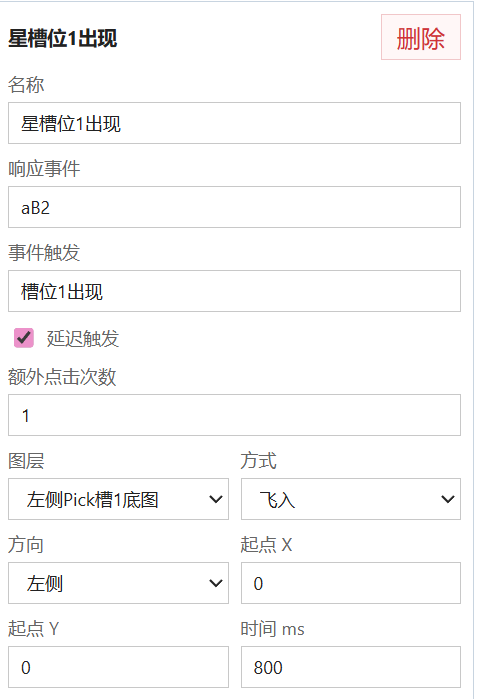 星槽位1出现
删除
名称
星槽位1出现
响应事件
aB2
事件触发
槽位1出现
延迟触发
额外点击次数
1
图层 方式
左侧Pick槽1底图 飞入
方向 起点 X
左侧 0
起点 Y 时间 ms
0 800